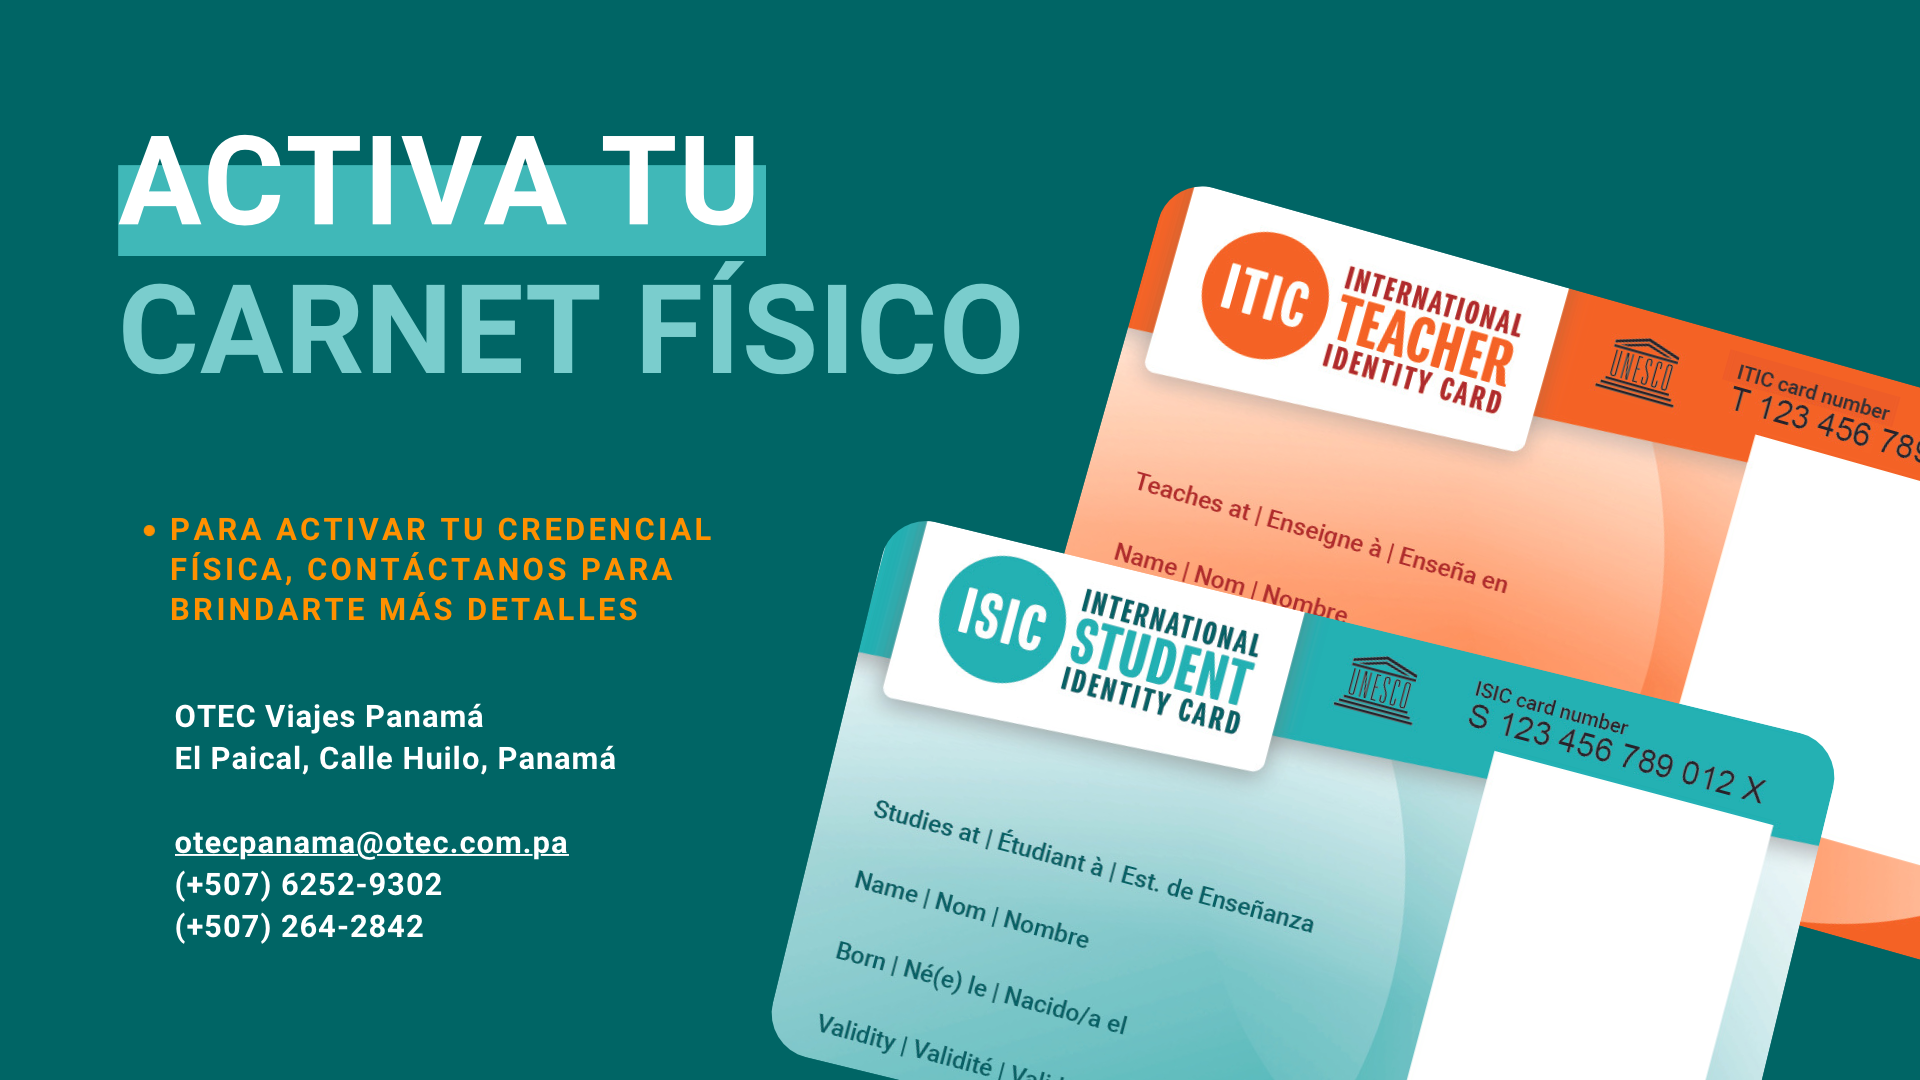 ACTIVA TU
CARNET FÍSICO
• PARA ACTIVAR TU CREDENCIAL
FÍSICA, CONTÁCTANOS PARA
BRINDARTE MÁS DETALLES
OTEC Viajes Panamá
El Paical, Calle Huilo, Panamá
otecpanama@otec.com.pa
(+507) 6252-9302
(+507) 264-2842
ITIC
INTERNATIONAL
TEACHER
IDENTITY CARD
UNESCO
ITIC card number
T 123 456 789
Teaches at | Enseigne à | Enseña en
Name | Nom | Nombre
ISIC
INTERNATIONAL
STUDENT
IDENTITY CARD
UNESCO
ISIC card number
S 123 456 789 012 X
Studies at | Étudiant à | Est. de Enseñanza
Name | Nom | Nombre
Born | Né(e) le | Nacido/a el
Validity | Validité |